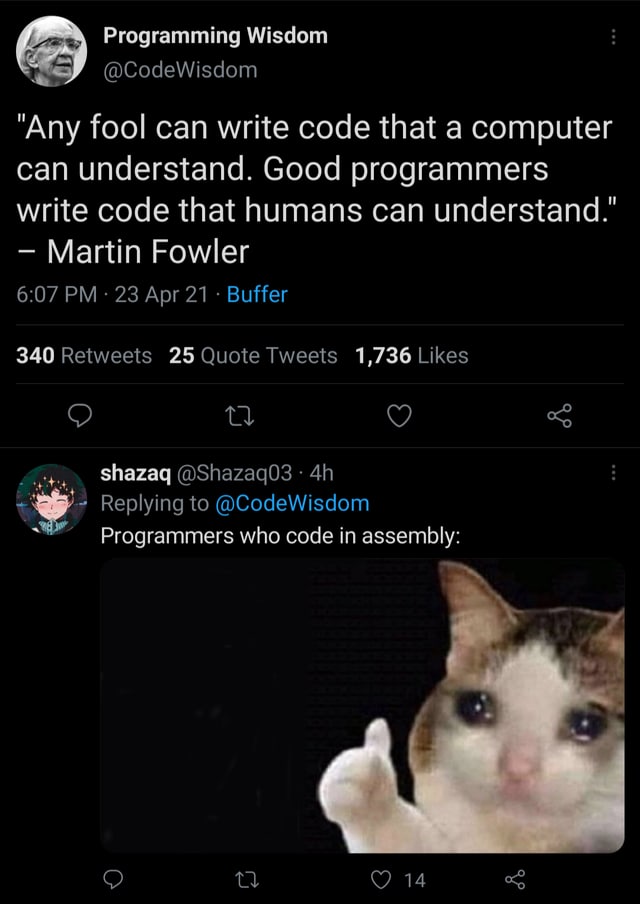 Programming Wisdom
@CodeWisdom
"Any fool can write code that a computer
can understand. Good programmers
write code that humans can understand."
– Martin Fowler
6:07 PM · 23 Apr 21 · Buffer
340 Retweets 25 Quote Tweets 1,736 Likes
shazaq @Shazaq03 · 4h
Replying to @CodeWisdom
Programmers who code in assembly:
14